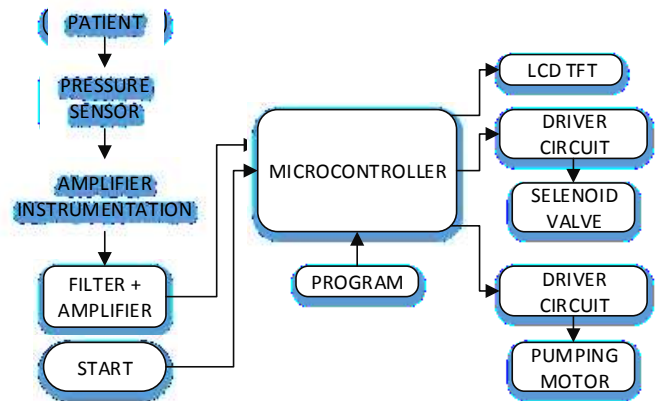 PATIENT
PRESSURE
SENSOR
AMPLIFIER
INSTRUMENTATION
FILTER +
AMPLIFIER
START
MICROCONTROLLER
PROGRAM
LCD TFT
DRIVER
CIRCUIT
SELENOID
VALVE
DRIVER
CIRCUIT
PUMPING
MOTOR